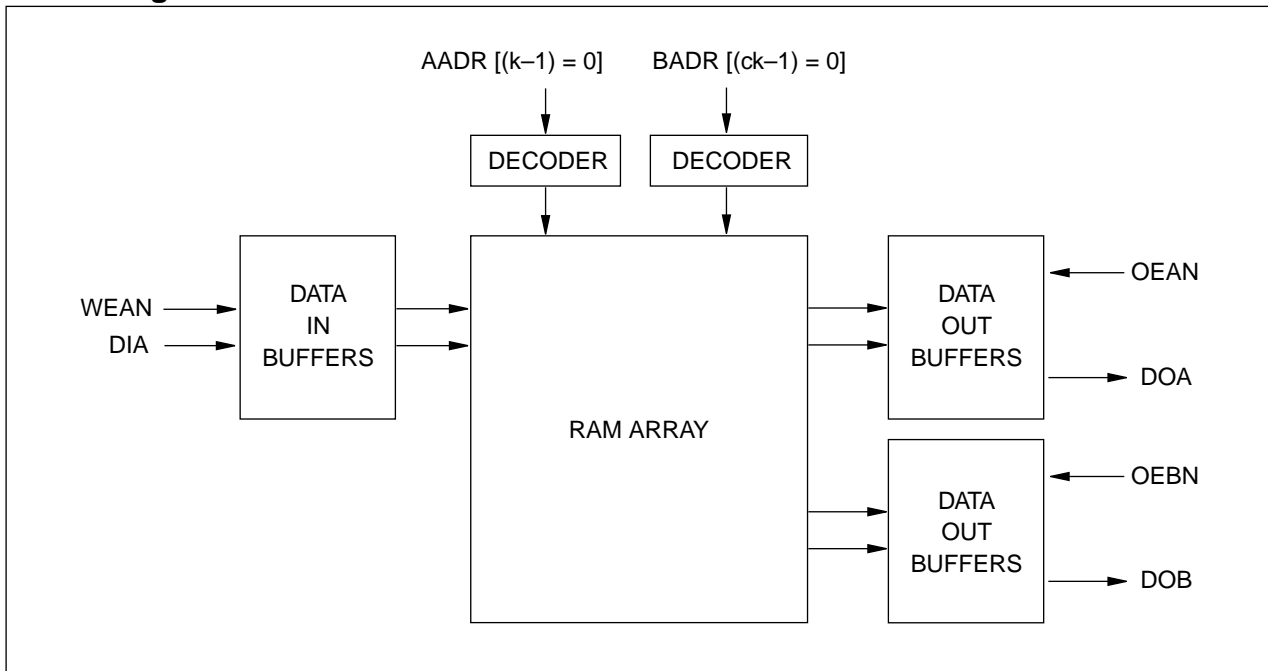 AADR [(k–1) = 0]
BADR [(ck–1) = 0]
DECODER
DECODER
WEAN
DIA
DATA
IN
BUFFERS
RAM ARRAY
DATA
OUT
BUFFERS
OEAN
DOA
DATA
OUT
BUFFERS
OEBN
DOB